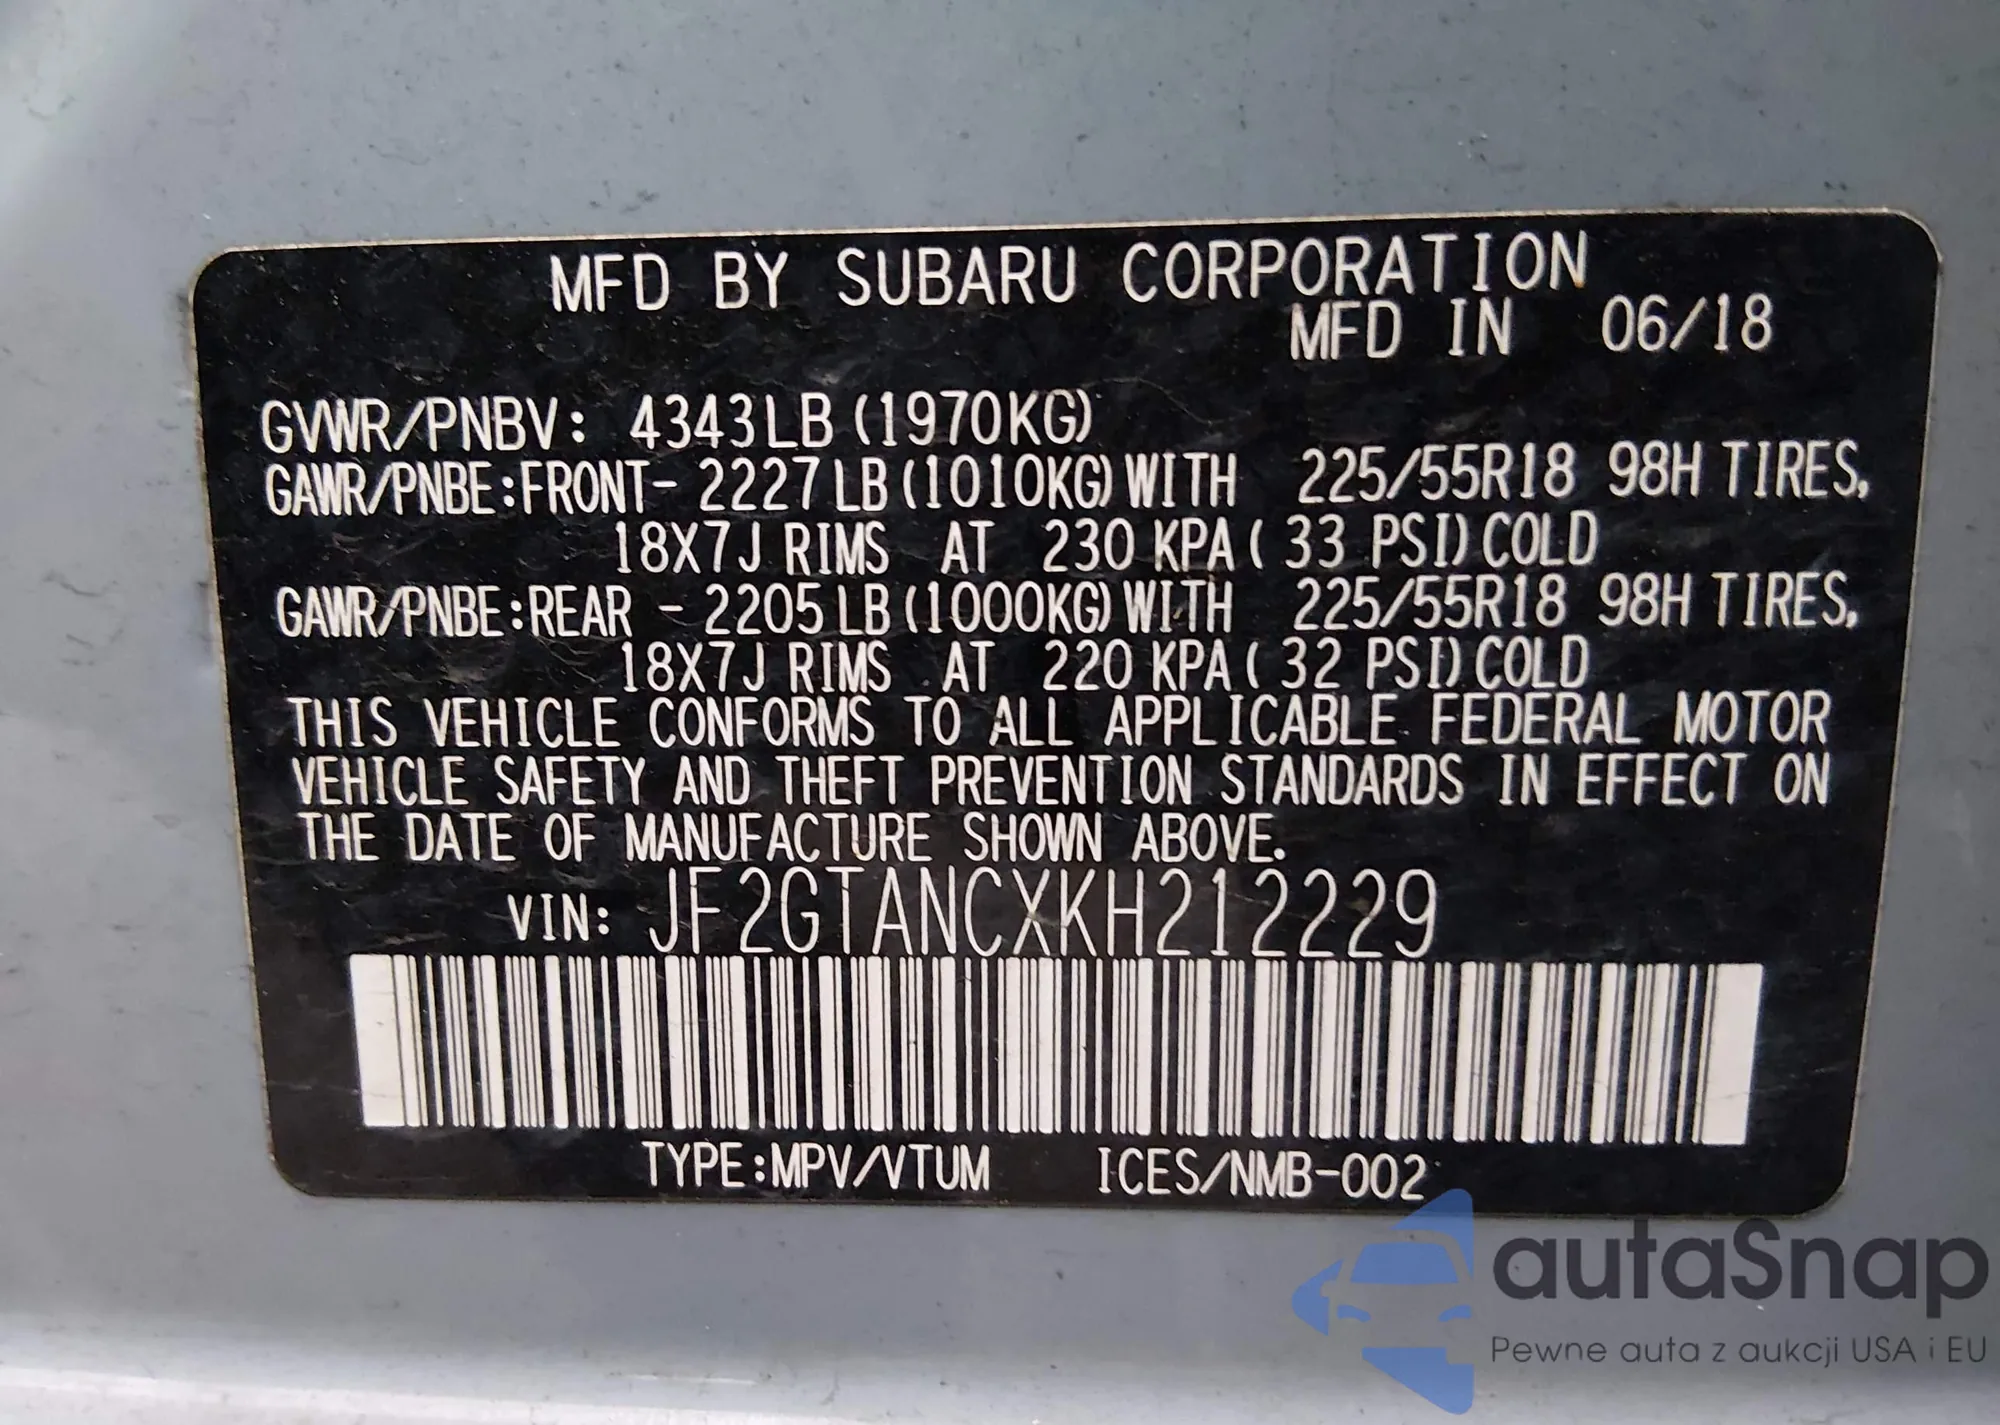 MFD BY SUBARU CORPORATION
MFD IN 06/18
GVWR/PNBV: 4343LB (1970KG)
GAWR/PNBE:FRONT- 2227LB (1010KG) WITH 225/55R18 98H TIRES,
18X7J RIMS AT 230 KPA ( 33 PSI) COLD
GAWR/PNBE:REAR - 2205LB (1000KG) WITH 225/55R18 98H TIRES,
18X7J RIMS AT 220 KPA ( 32 PSI) COLD
THIS VEHICLE CONFORMS TO ALL APPLICABLE FEDERAL MOTOR
VEHICLE SAFETY AND THEFT PREVENTION STANDARDS IN EFFECT ON
THE DATE OF MANUFACTURE SHOWN ABOVE.
VIN: JF2GTANCXKH212229
TYPE:MPV/VTUM ICES/NMB-002
autaSnap
Pewne auta z aukcji USA i EU